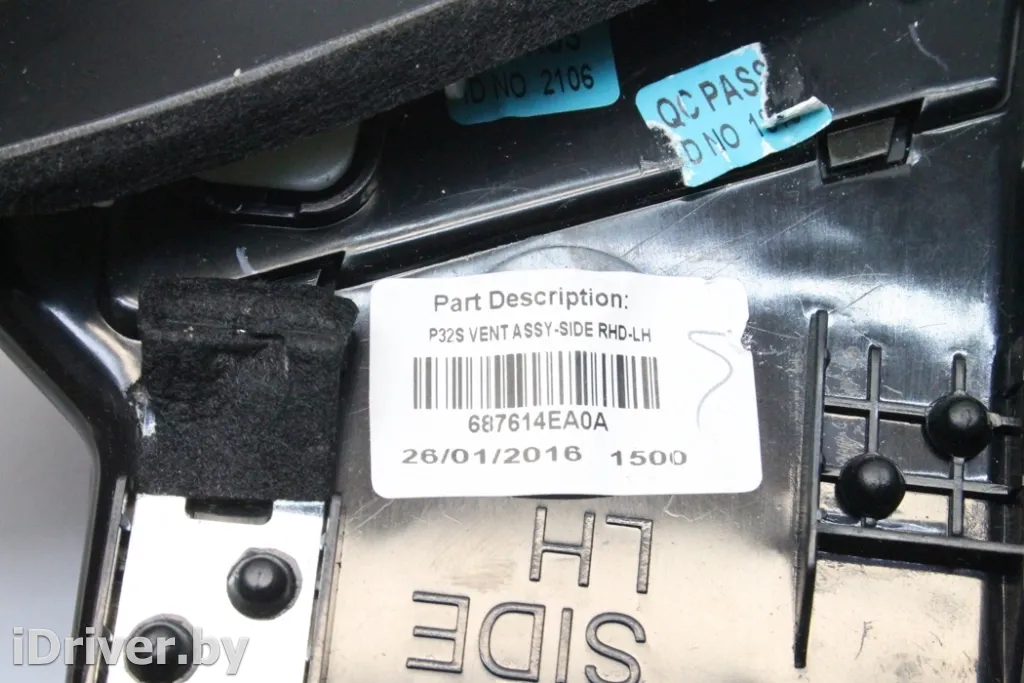 ID NO 2106
QC PASS
D NO
Part Description:
P32S VENT ASSY-SIDE RHD-LH
687614EA0A
26/01/2016 1500
LH
SIDE
iDriver.by